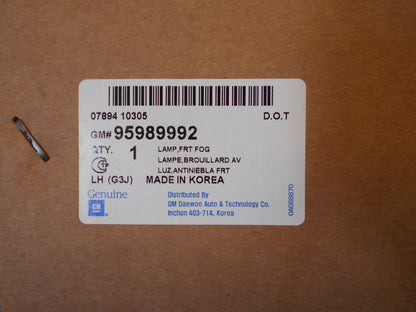 07894 10305 D.O.T
GM# 95989992
QTY. 1 LAMP,FRT FOG
LAMPE,BROUILLARD AV
LUZ,ANTINIEBLA FRT
LH (G3J) MADE IN KOREA
Genuine
GM
Distributed By
GM Daewoo Auto & Technology Co.
Inchon 403-714, Korea